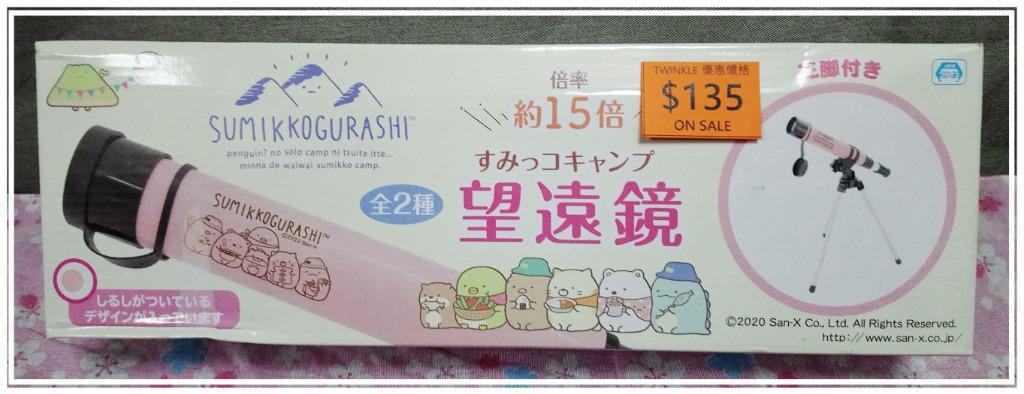 SUMIKKOGURASHI™
penguin? no solo camp ni tsuite itte...
minna de waiwai sumikko camp.
倍率
約15倍
TWINKLE 優惠價格
$135
ON SALE
三脚付き
すみっコキャンプ
全2種
望遠鏡
SUMIKKOGURASHI™
©2020 San-X
しるしがついている
デザインが入っています
©2020 San-X Co., Ltd. All Rights Reserved.
http://www.san-x.co.jp/